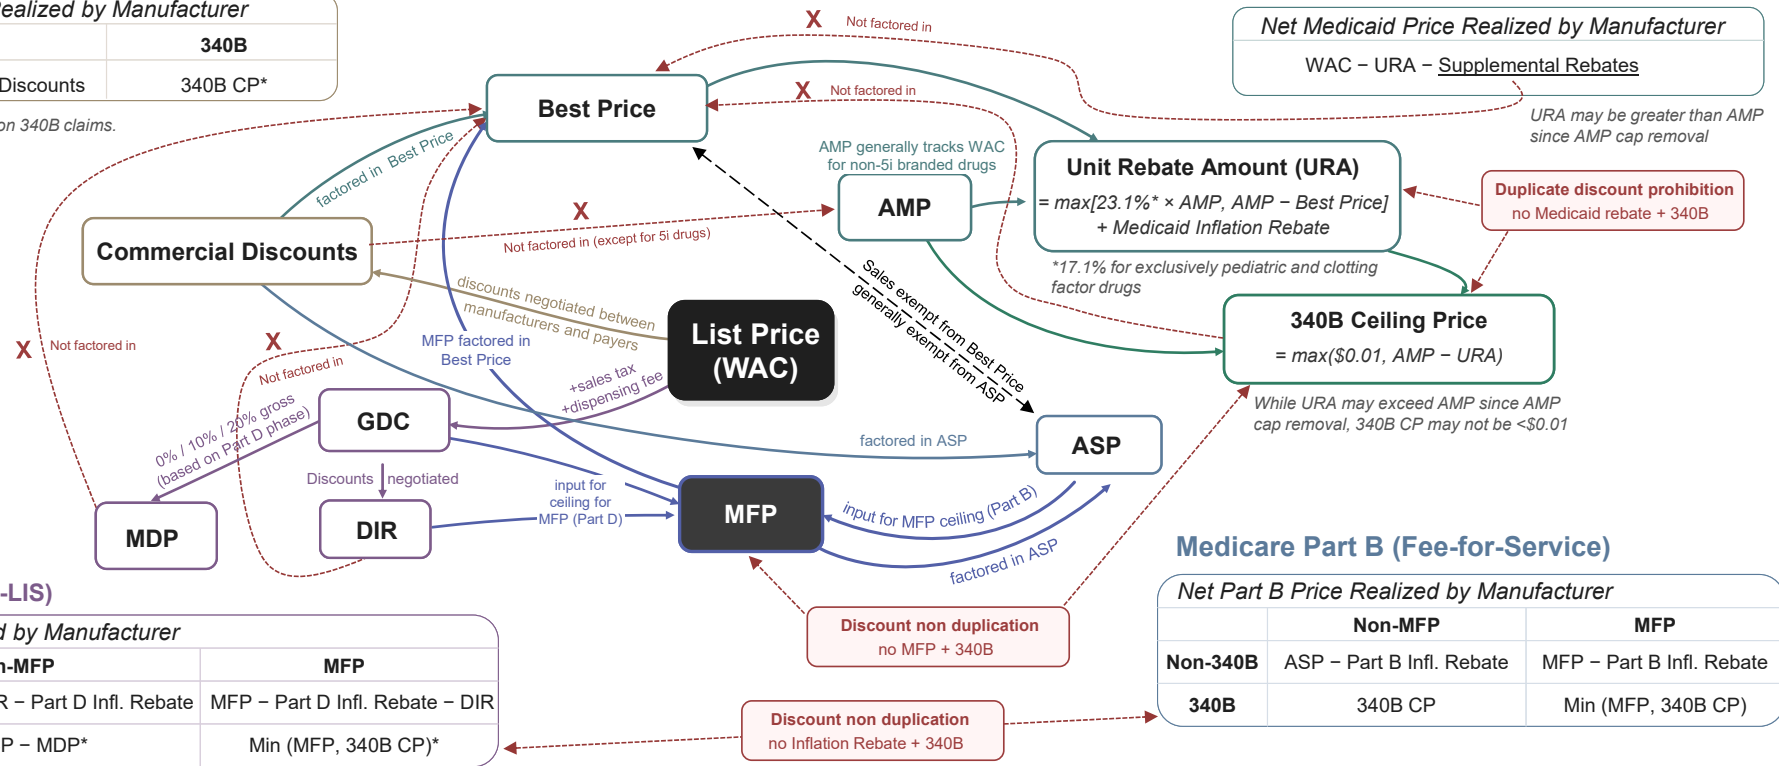 Realized by Manufacturer
340B
Discounts
340B CP*
on 340B claims.
X
Not factored in
Net Medicaid Price Realized by Manufacturer
WAC − URA − Supplemental Rebates
URA may be greater than AMP
since AMP cap removal
Best Price
X
Not factored in
AMP generally tracks WAC
for non-5i branded drugs
AMP
Unit Rebate Amount (URA)
= max[23.1%* × AMP, AMP − Best Price]
+ Medicaid Inflation Rebate
*17.1% for exclusively pediatric and clotting
factor drugs
Duplicate discount prohibition
no Medicaid rebate + 340B
factored in Best Price
Commercial Discounts
X
Not factored in (except for 5i drugs)
discounts negotiated between
manufacturers and payers
List Price
(WAC)
Sales exempt from Best Price
generally exempt from ASP
340B Ceiling Price
= max($0.01, AMP − URA)
While URA may exceed AMP since AMP
cap removal, 340B CP may not be <$0.01
X
Not factored in
X
Not factored in
MFP factored in
Best Price
+sales tax
+dispensing fee
GDC
0% / 10% / 20% gross
(based on Part D phase)
factored in ASP
ASP
Discounts negotiated
MDP
DIR
input for
ceiling for
MFP (Part D)
MFP
input for MFP ceiling (Part B)
factored in ASP
Discount non duplication
no MFP + 340B
Medicare Part B (Fee-for-Service)
Net Part B Price Realized by Manufacturer
Non-MFP
MFP
Non-340B
ASP − Part B Infl. Rebate
MFP − Part B Infl. Rebate
340B
340B CP
Min (MFP, 340B CP)
-LIS)
d by Manufacturer
n-MFP
MFP
R − Part D Infl. Rebate
MFP − Part D Infl. Rebate − DIR
P − MDP*
Min (MFP, 340B CP)*
Discount non duplication
no Inflation Rebate + 340B